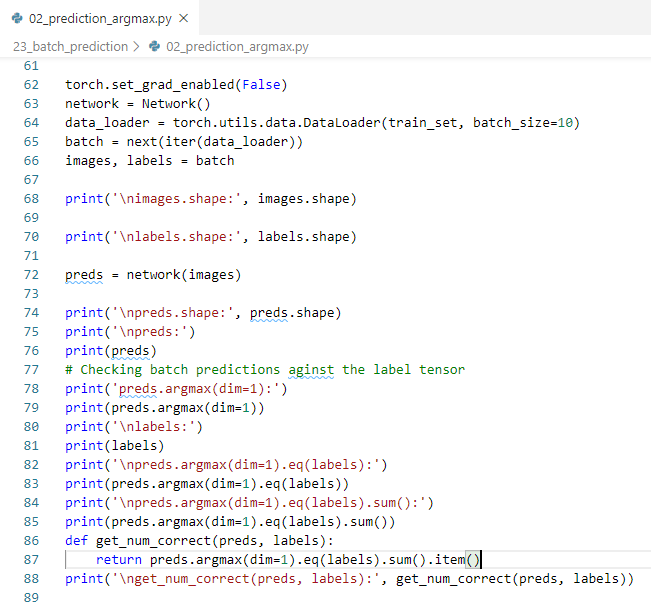 02_prediction_argmax.py ×
23_batch_prediction > 02_prediction_argmax.py
61
62 torch.set_grad_enabled(False)
63 network = Network()
64 data_loader = torch.utils.data.DataLoader(train_set, batch_size=10)
65 batch = next(iter(data_loader))
66 images, labels = batch
67
68 print('\nimages.shape:', images.shape)
69
70 print('\nlabels.shape:', labels.shape)
71
72 preds = network(images)
73
74 print('\npreds.shape:', preds.shape)
75 print('\npreds:')
76 print(preds)
77 # Checking batch predictions aginst the label tensor
78 print('preds.argmax(dim=1):')
79 print(preds.argmax(dim=1))
80 print('\nlabels:')
81 print(labels)
82 print('\npreds.argmax(dim=1).eq(labels):')
83 print(preds.argmax(dim=1).eq(labels))
84 print('\npreds.argmax(dim=1).eq(labels).sum():')
85 print(preds.argmax(dim=1).eq(labels).sum())
86 def get_num_correct(preds, labels):
87     return preds.argmax(dim=1).eq(labels).sum().item()
88 print('\nget_num_correct(preds, labels):', get_num_correct(preds, labels))
89